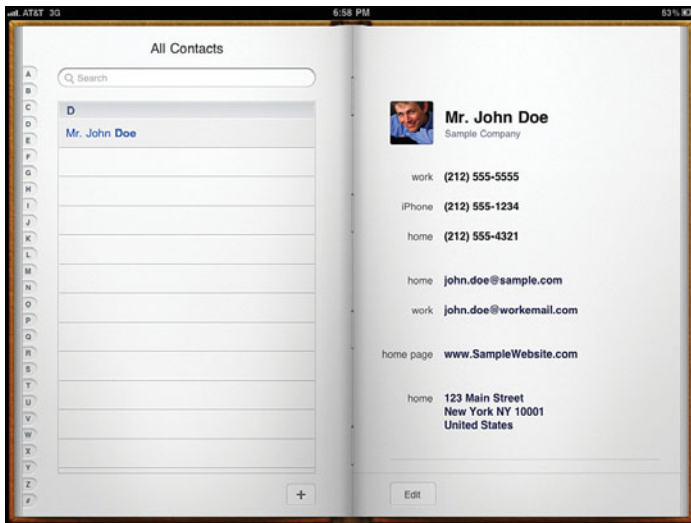 AT&T 3G
6:58 PM
53%
All Contacts
Search
A
B
C
D
E
F
G
H
I
J
K
L
M
N
O
P
Q
R
S
T
U
V
W
X
Y
Z
#
D
Mr. John Doe
+
Mr. John Doe
Sample Company
work (212) 555-5555
iPhone (212) 555-1234
home (212) 555-4321
home john.doe@sample.com
work john.doe@workemail.com
home page www.SampleWebsite.com
home 123 Main Street
New York NY 10001
United States
Edit